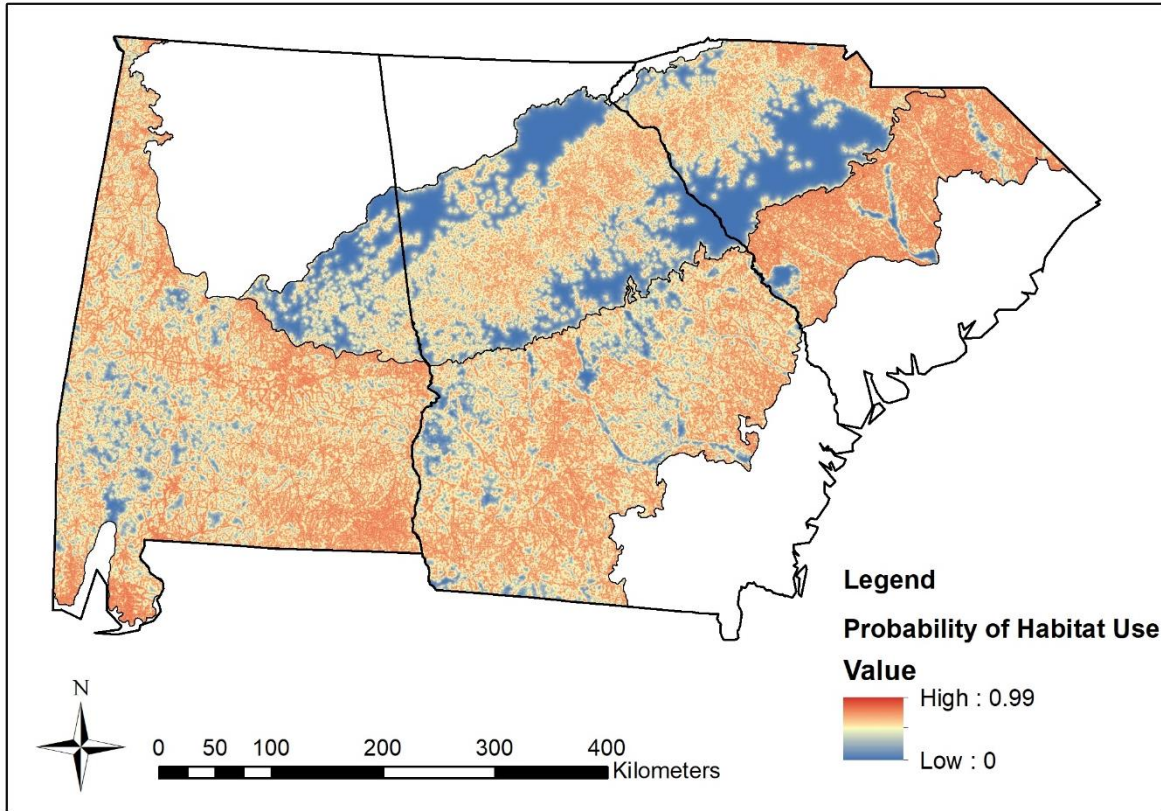 Legend
Probability of Habitat Use
Value
High : 0.99
Low : 0
N
0 50 100 200 300 400
Kilometers